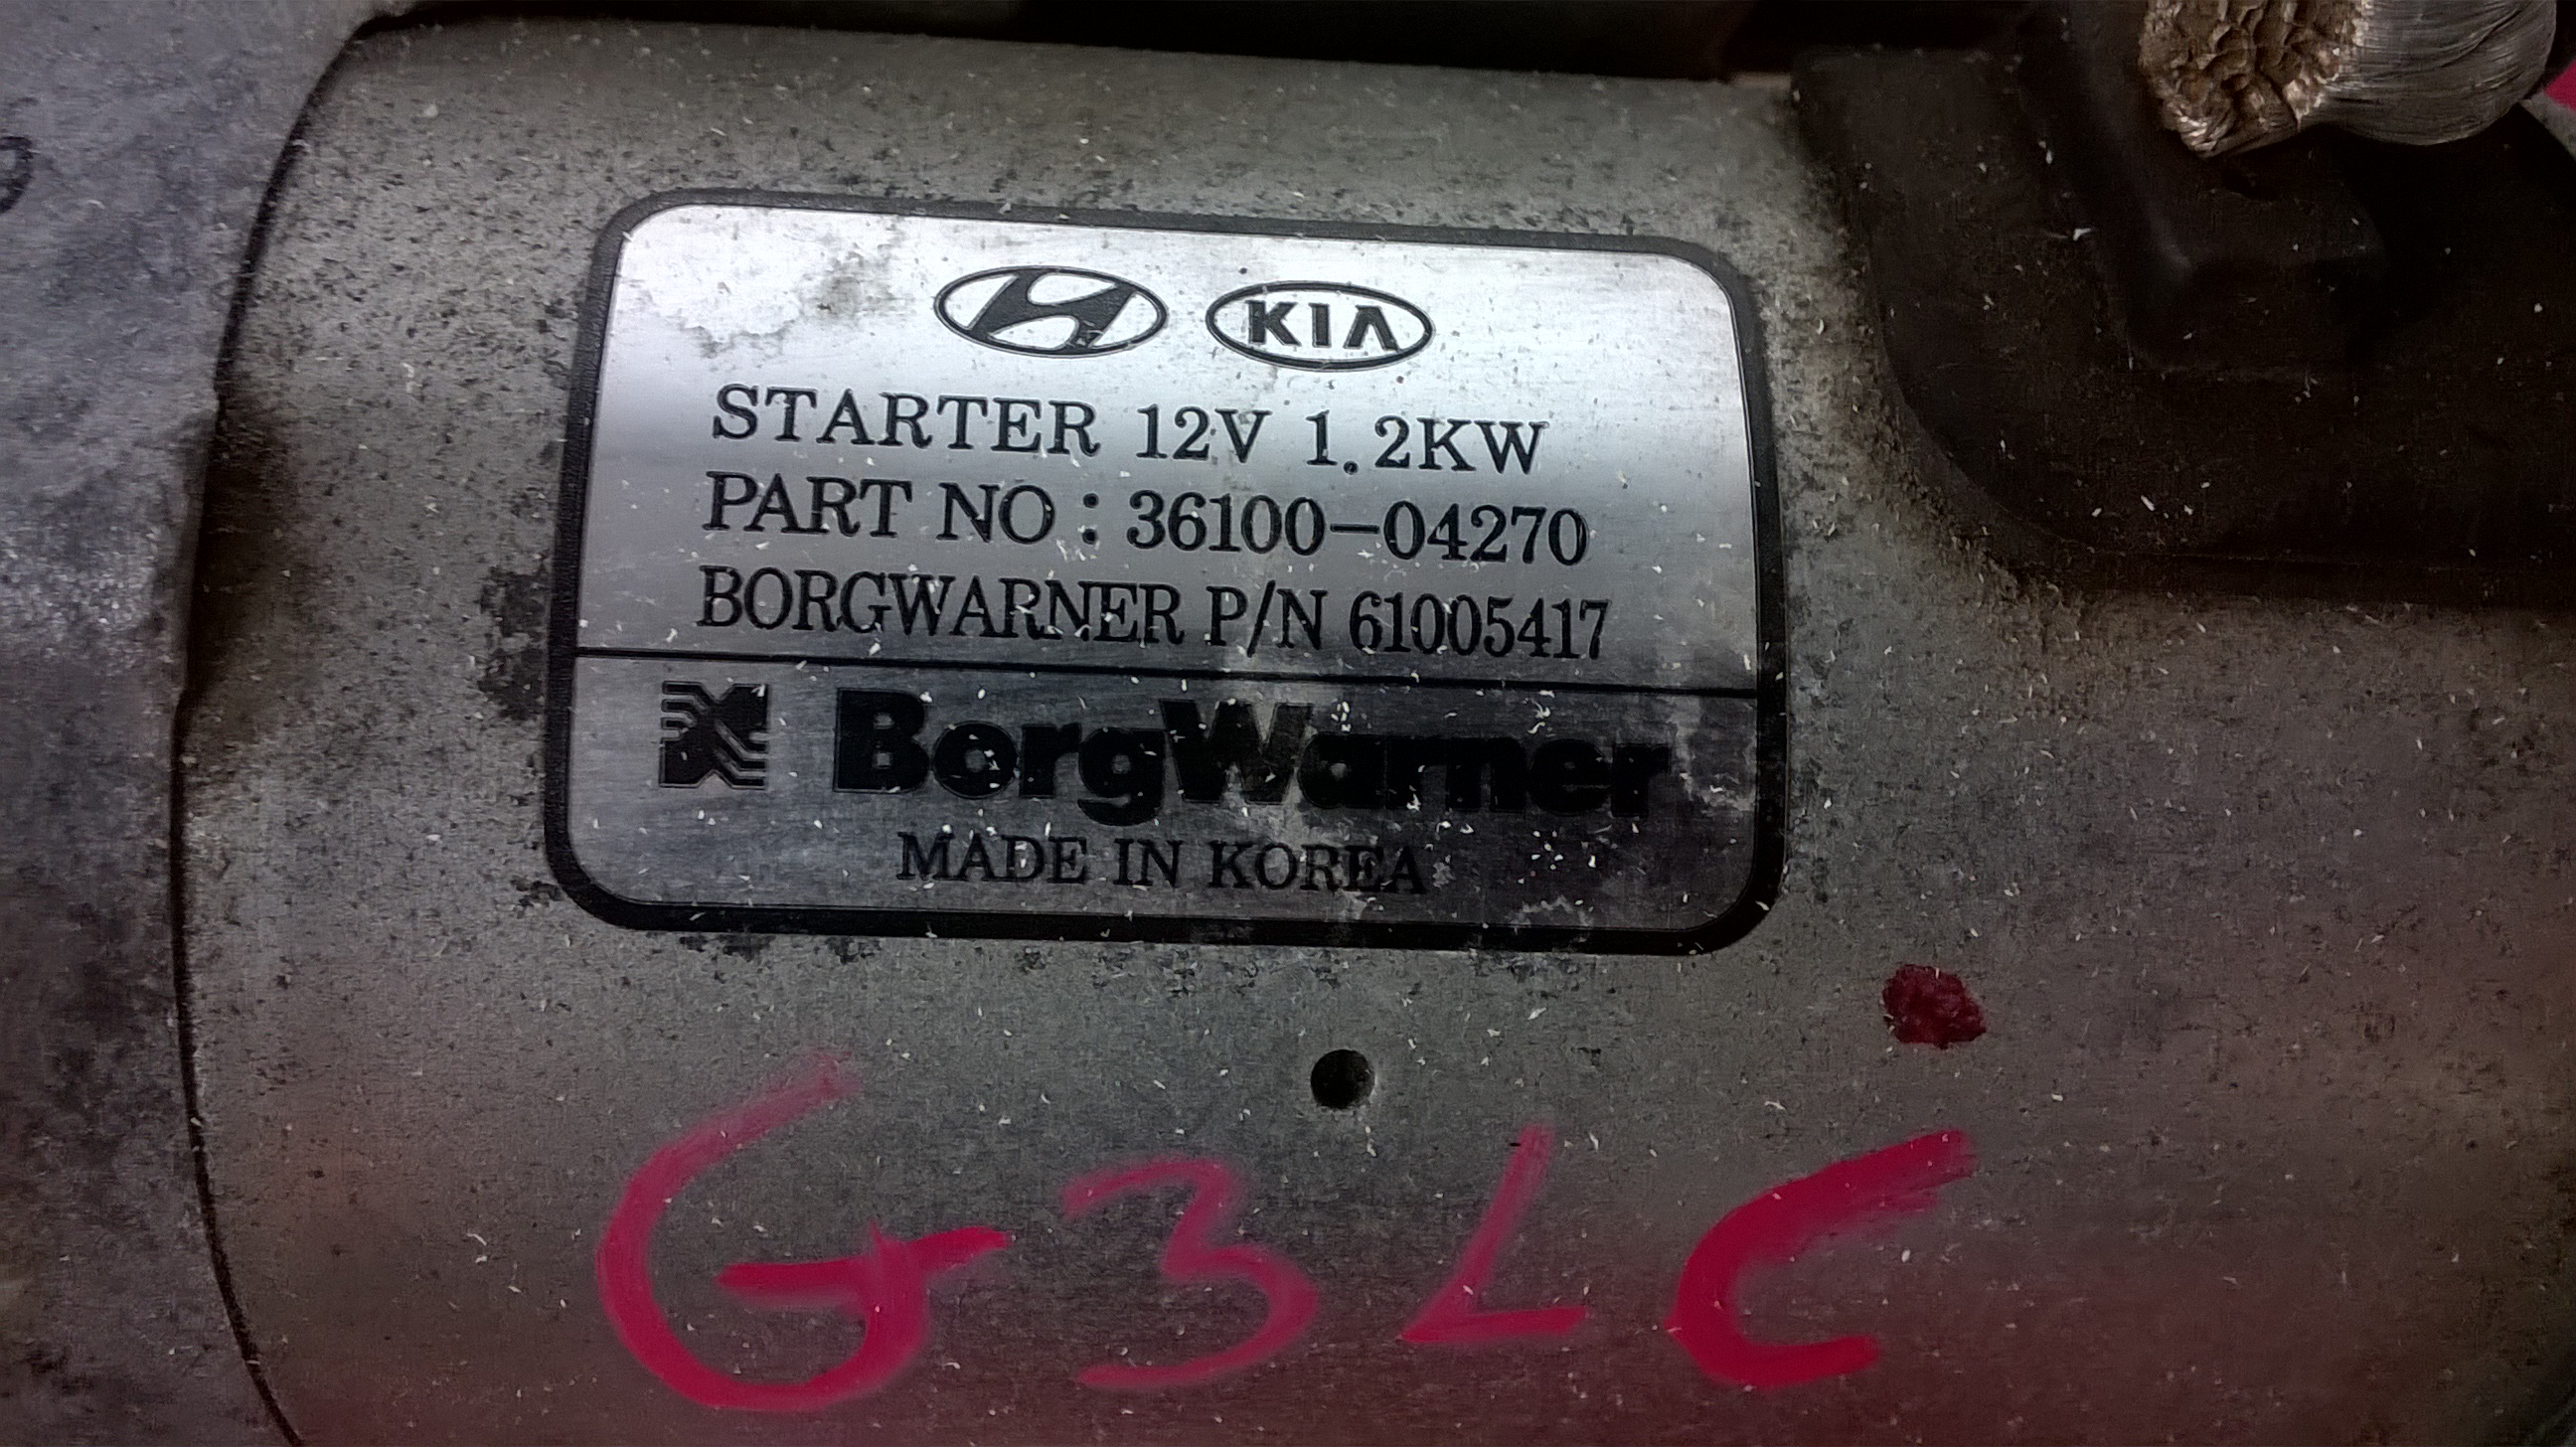 KIA
STARTER 12V 1.2KW
PART NO : 36100-04270
BORGWARNER P/N 61005417
BorgWarner
MADE IN KOREA
G3LC